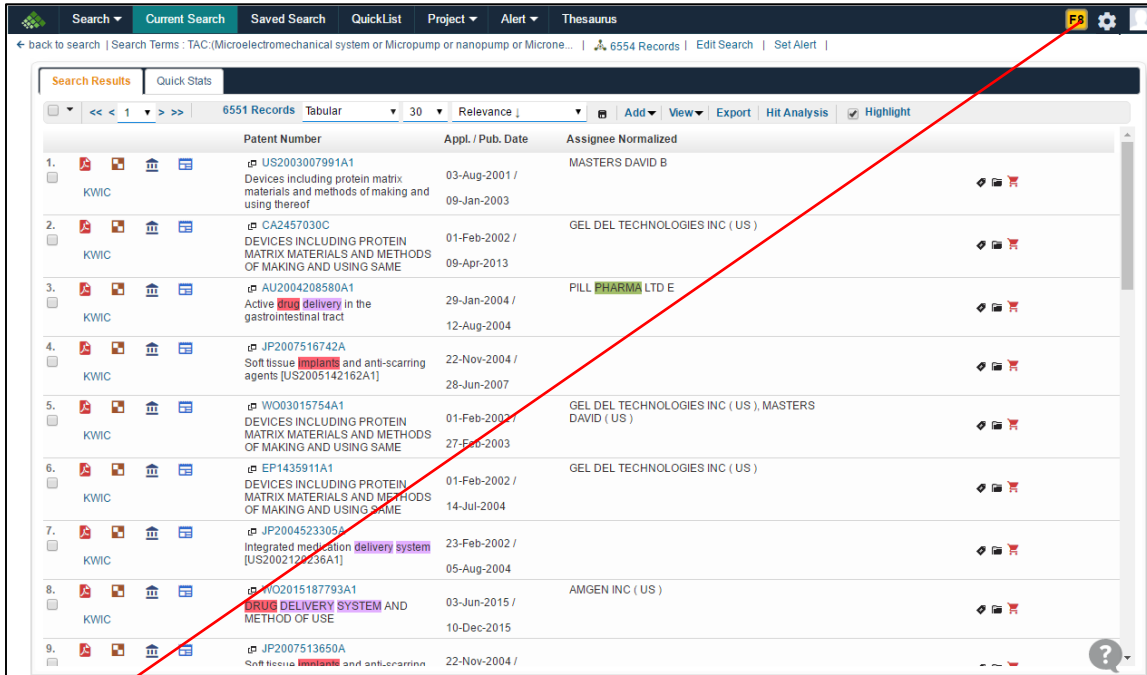 Search Current Search Saved Search QuickList Project Alert Thesaurus F8
back to search | Search Terms : TAC:(Microelectromechanical system or Micropump or nanopump or Microne... | 6554 Records | Edit Search | Set Alert |
Search Results Quick Stats
<< < 1 > >> 6551 Records Tabular 30 Relevance ↓ Add View Export Hit Analysis Highlight
Patent Number Appl. / Pub. Date Assignee Normalized
1. US2003007991A1 MASTERS DAVID B
Devices including protein matrix 03-Aug-2001 /
KWIC materials and methods of making and
using thereof 09-Jan-2003
2. CA2457030C GEL DEL TECHNOLOGIES INC ( US )
DEVICES INCLUDING PROTEIN 01-Feb-2002 /
KWIC MATRIX MATERIALS AND METHODS
OF MAKING AND USING SAME 09-Apr-2013
3. AU2004208580A1 PILL PHARMA LTD E
Active drug delivery in the 29-Jan-2004 /
KWIC gastrointestinal tract
12-Aug-2004
4. JP2007516742A
Soft tissue implants and anti-scarring 22-Nov-2004 /
KWIC agents [US2005142162A1]
28-Jun-2007
5. WO03015754A1 GEL DEL TECHNOLOGIES INC ( US ), MASTERS
DEVICES INCLUDING PROTEIN 01-Feb-2002 / DAVID ( US )
KWIC MATRIX MATERIALS AND METHODS
OF MAKING AND USING SAME 27-Feb-2003
6. EP1435911A1 GEL DEL TECHNOLOGIES INC ( US )
DEVICES INCLUDING PROTEIN 01-Feb-2002 /
KWIC MATRIX MATERIALS AND METHODS
OF MAKING AND USING SAME 14-Jul-2004
7. JP2004523305A
Integrated medication delivery system 23-Feb-2002 /
KWIC [US2002120236A1]
05-Aug-2004
8. WO2015187793A1 AMGEN INC ( US )
DRUG DELIVERY SYSTEM AND 03-Jun-2015 /
KWIC METHOD OF USE
10-Dec-2015
9. JP2007513650A
Soft tissue implants and anti-scarring 22-Nov-2004 /
?